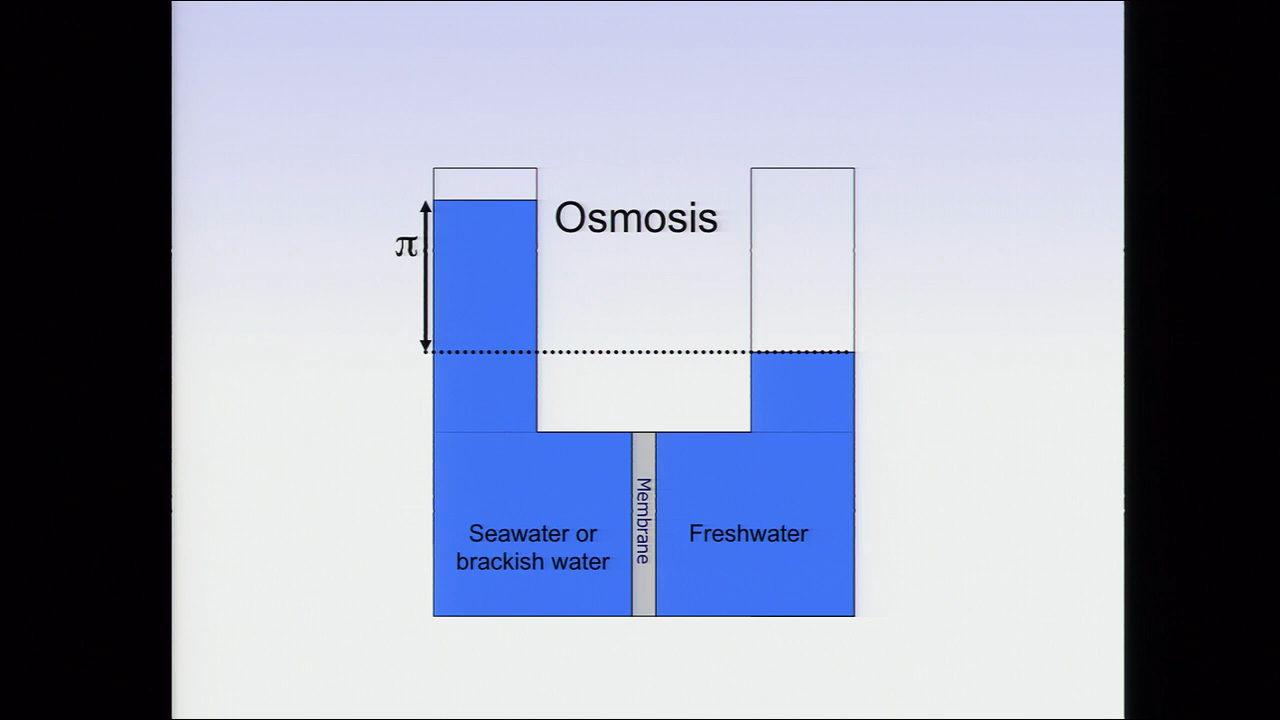 Osmosis
π
Membrane
Seawater or
brackish water
Freshwater